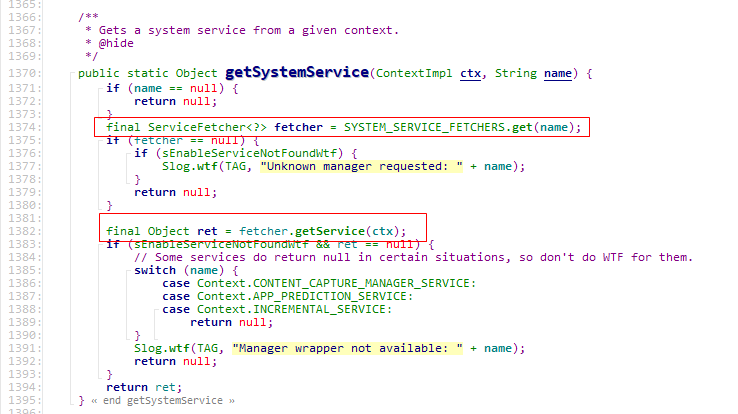 1365:
1366: /**
1367: * Gets a system service from a given context.
1368: * @hide
1369: */
1370: public static Object getSystemService(ContextImpl ctx, String name) {
1371: if (name == null) {
1372: return null;
1373: }
1374: final ServiceFetcher<?> fetcher = SYSTEM_SERVICE_FETCHERS.get(name);
1375: if (fetcher == null) {
1376: if (sEnableServiceNotFoundWtf) {
1377: Slog.wtf(TAG, "Unknown manager requested: " + name);
1378: }
1379: return null;
1380: }
1381:
1382: final Object ret = fetcher.getService(ctx);
1383: if (sEnableServiceNotFoundWtf && ret == null) {
1384: // Some services do return null in certain situations, so don't do WTF for them.
1385: switch (name) {
1386: case Context.CONTENT_CAPTURE_MANAGER_SERVICE:
1387: case Context.APP_PREDICTION_SERVICE:
1388: case Context.INCREMENTAL_SERVICE:
1389: return null;
1390: }
1391: Slog.wtf(TAG, "Manager wrapper not available: " + name);
1392: return null;
1393: }
1394: return ret;
1395: } « end getSystemService »
1396: